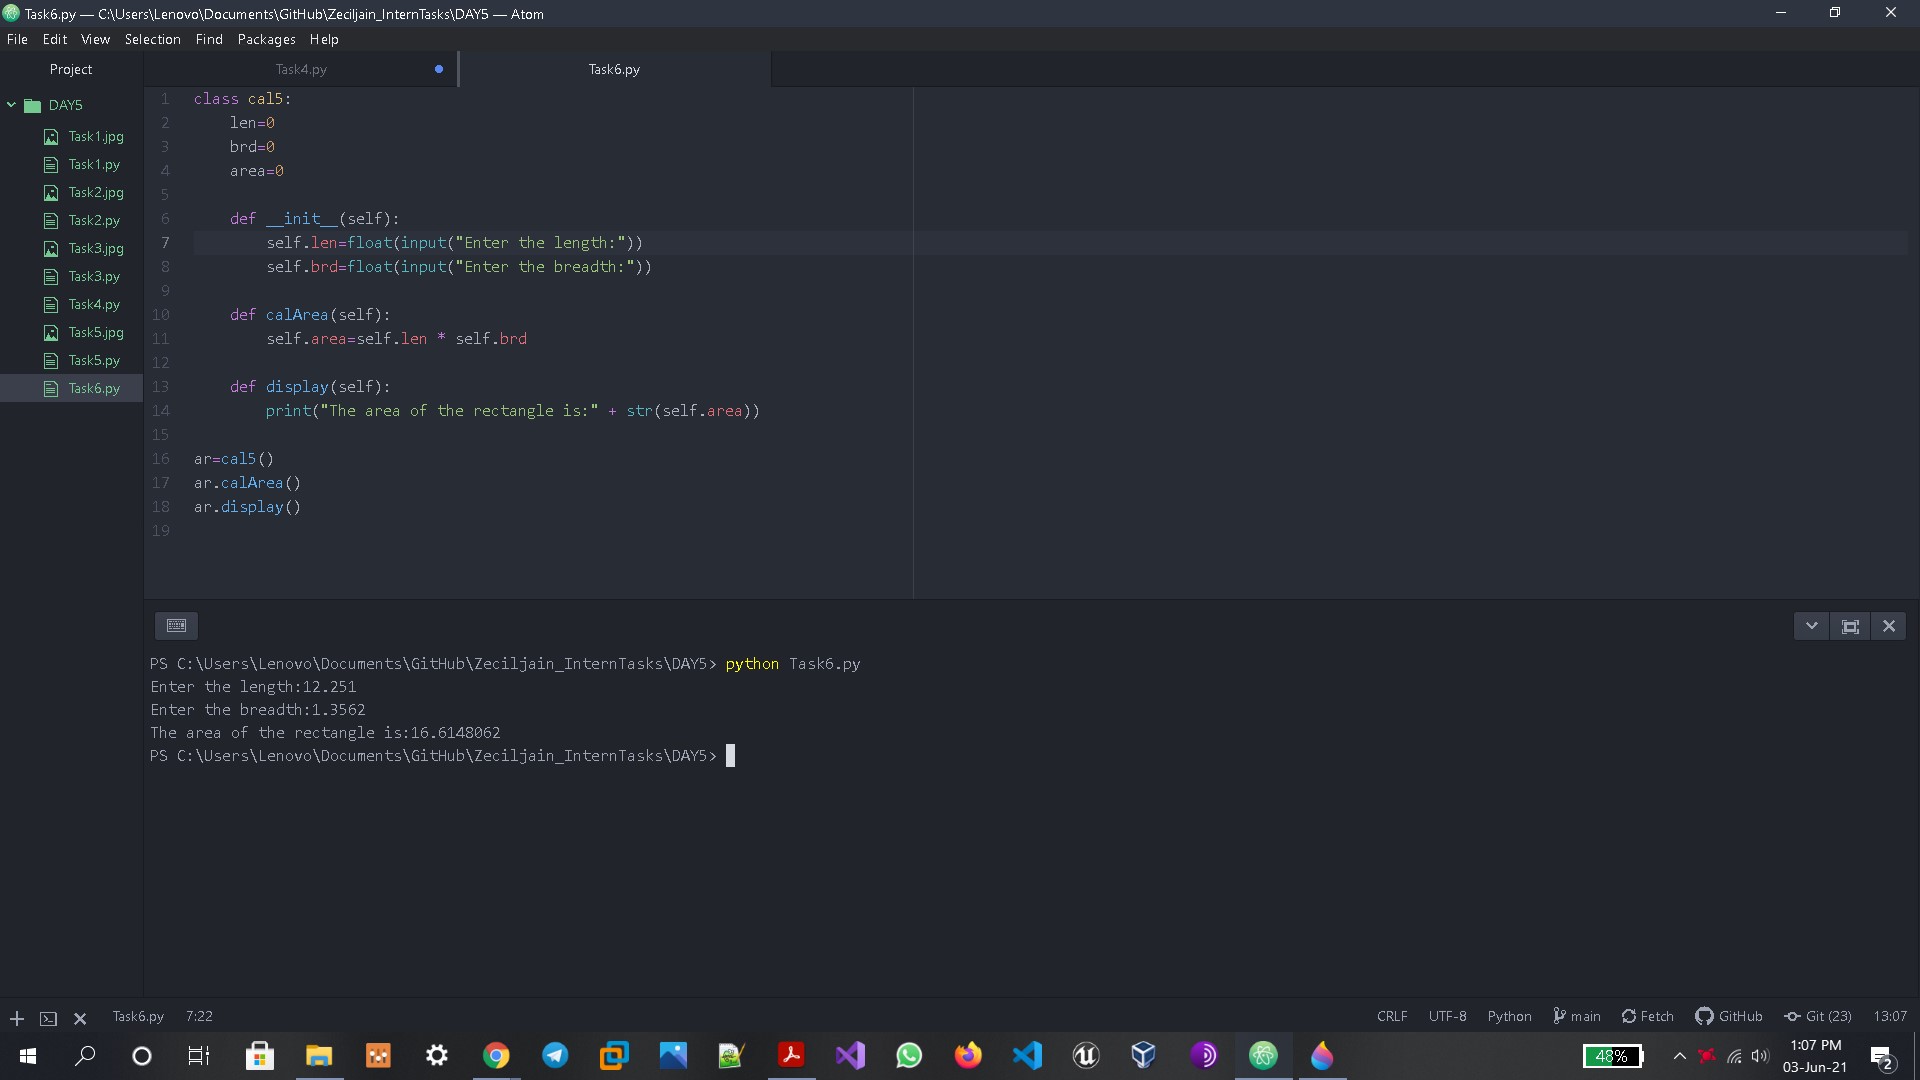 Task6.py — C:\Users\Lenovo\Documents\GitHub\Zeciljain_InternTasks\DAY5 — Atom
File Edit View Selection Find Packages Help
Project
DAY5
Task1.jpg
Task1.py
Task2.jpg
Task2.py
Task3.jpg
Task3.py
Task4.py
Task5.jpg
Task5.py
Task6.py
Task4.py Task6.py
1 class cal5:
2 len=0
3 brd=0
4 area=0
5
6 def __init__(self):
7 self.len=float(input("Enter the length:"))
8 self.brd=float(input("Enter the breadth:"))
9
10 def calArea(self):
11 self.area=self.len * self.brd
12
13 def display(self):
14 print("The area of the rectangle is:" + str(self.area))
15
16 ar=cal5()
17 ar.calArea()
18 ar.display()
19
PS C:\Users\Lenovo\Documents\GitHub\Zeciljain_InternTasks\DAY5> python Task6.py
Enter the length:12.251
Enter the breadth:1.3562
The area of the rectangle is:16.6148062
PS C:\Users\Lenovo\Documents\GitHub\Zeciljain_InternTasks\DAY5>
Task6.py 7:22 CRLF UTF-8 Python main Fetch GitHub Git (23) 13:07
48% 1:07 PM
03-Jun-21 2